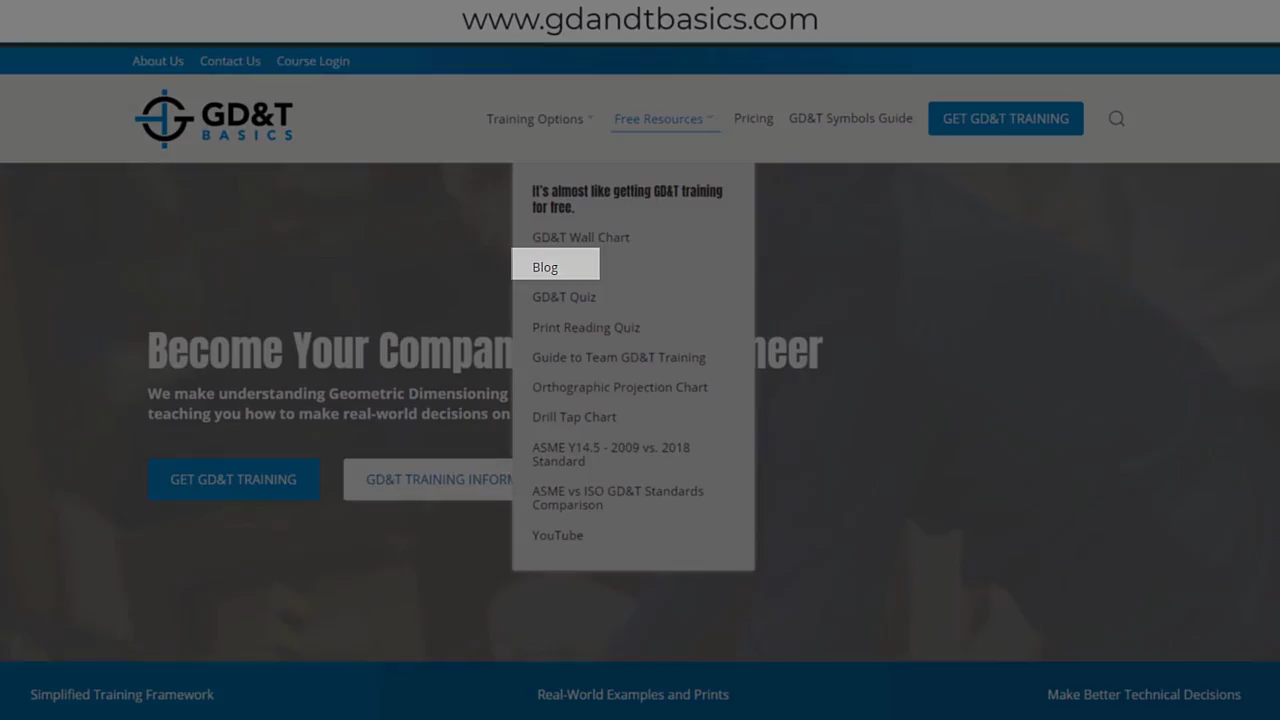 www.gdandtbasics.com
About Us Contact Us Course Login
GD&T
BASICS
Training Options Free Resources Pricing GD&T Symbols Guide GET GD&T TRAINING
It's almost like getting GD&T training
for free.
GD&T Wall Chart
Blog
GD&T Quiz
Print Reading Quiz
Guide to Team GD&T Training
Orthographic Projection Chart
Drill Tap Chart
ASME Y14.5 - 2009 vs. 2018
Standard
ASME vs ISO GD&T Standards
Comparison
YouTube
Become Your
We make understanding Geometric Dimensioning
teaching you how to make real-world decisions on
GET GD&T TRAINING GD&T TRAINING
Simplified Training Framework Real-World Examples and Prints Make Better Technical Decisions